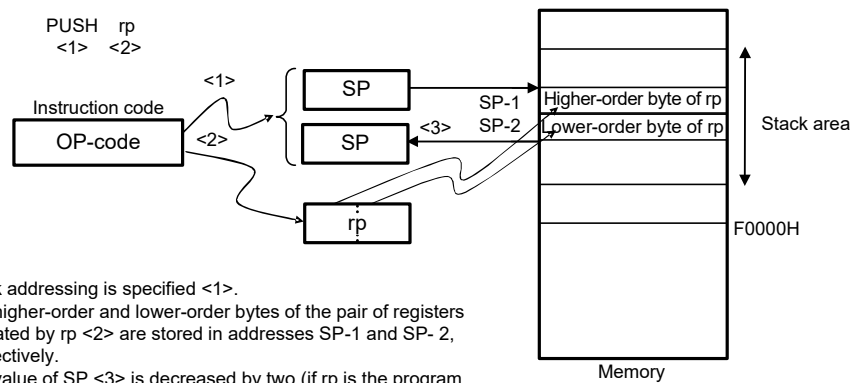 PUSH rp
<1> <2>
<1>
SP
SP-1
Higher-order byte of rp
Instruction code
OP-code
<2>
SP
<3>
SP-2
Lower-order byte of rp
Stack area
rp
F0000H
addressing is specified <1>.
higher-order and lower-order bytes of the pair of registers
by rp <2> are stored in addresses SP-1 and SP- 2,
value of SP <3> is decreased by two (if rp is the program
Memory